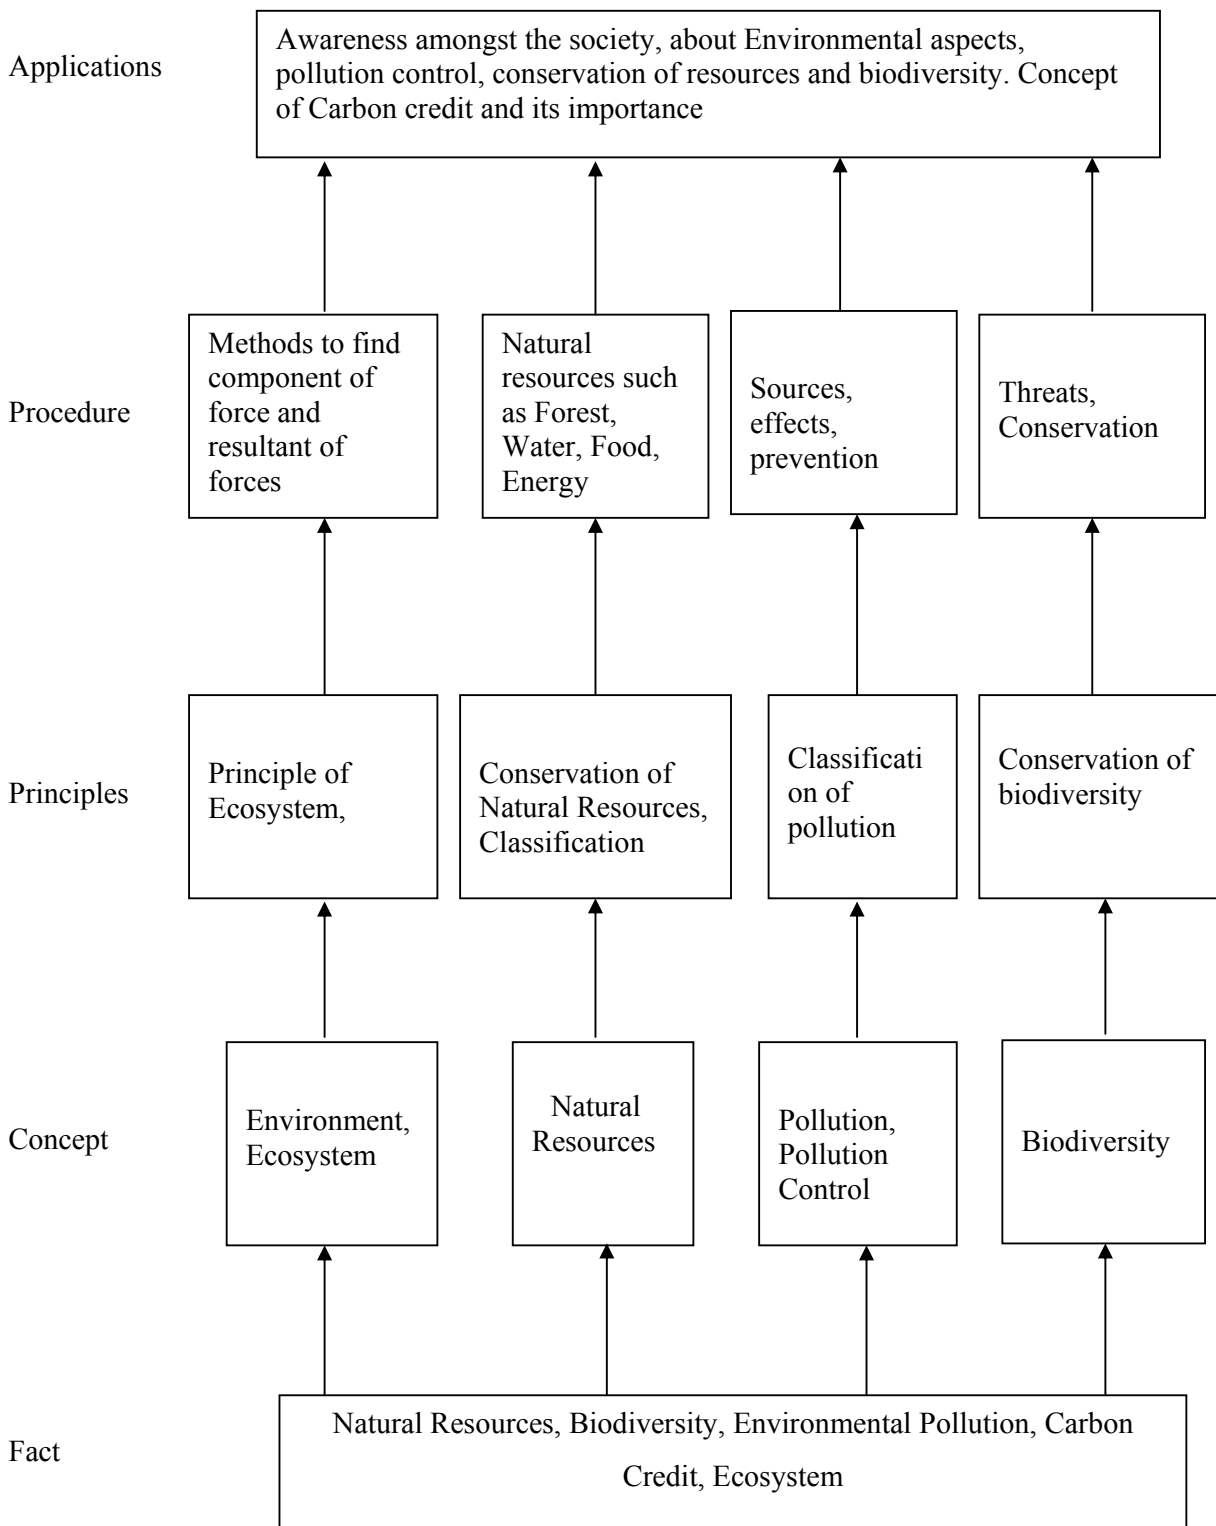 Applications
Awareness amongst the society, about Environmental aspects,
pollution control, conservation of resources and biodiversity. Concept
of Carbon credit and its importance
Procedure
Methods to find
component of
force and
resultant of
forces
Natural
resources such
as Forest,
Water, Food,
Energy
Sources,
effects,
prevention
Threats,
Conservation
Principles
Principle of
Ecosystem,
Conservation of
Natural Resources,
Classification
Classificati
on of
pollution
Conservation of
biodiversity
Concept
Environment,
Ecosystem
Natural
Resources
Pollution,
Pollution
Control
Biodiversity
Fact
Natural Resources, Biodiversity, Environmental Pollution, Carbon
Credit, Ecosystem